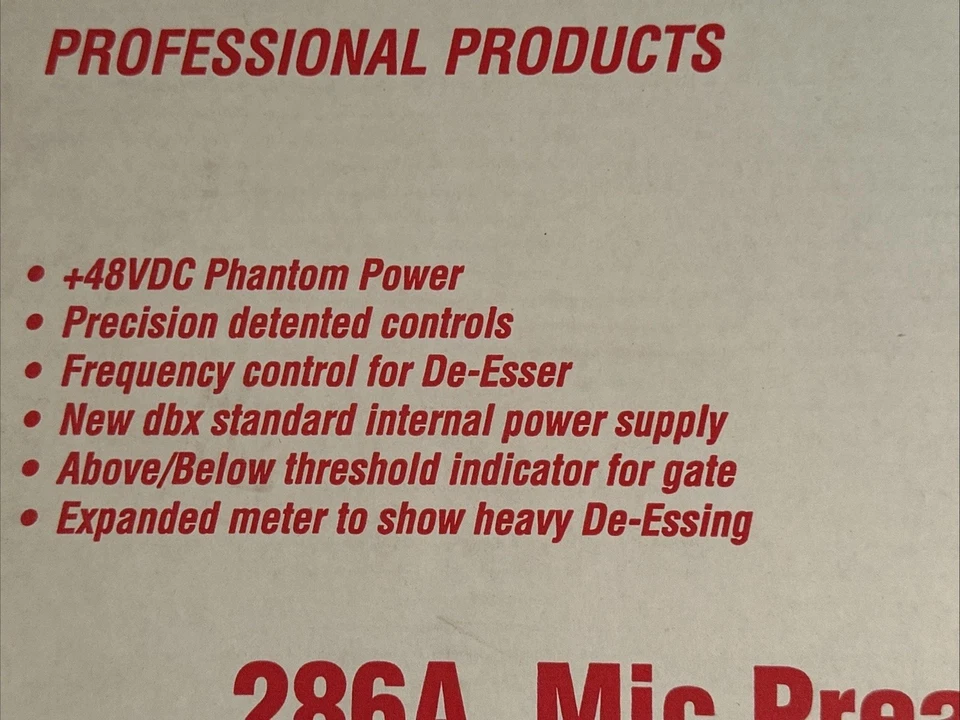 PROFESSIONAL PRODUCTS
• +48VDC Phantom Power
• Precision detented controls
• Frequency control for De-Esser
• New dbx standard internal power supply
• Above/Below threshold indicator for gate
• Expanded meter to show heavy De-Essing
286A Mic Prea